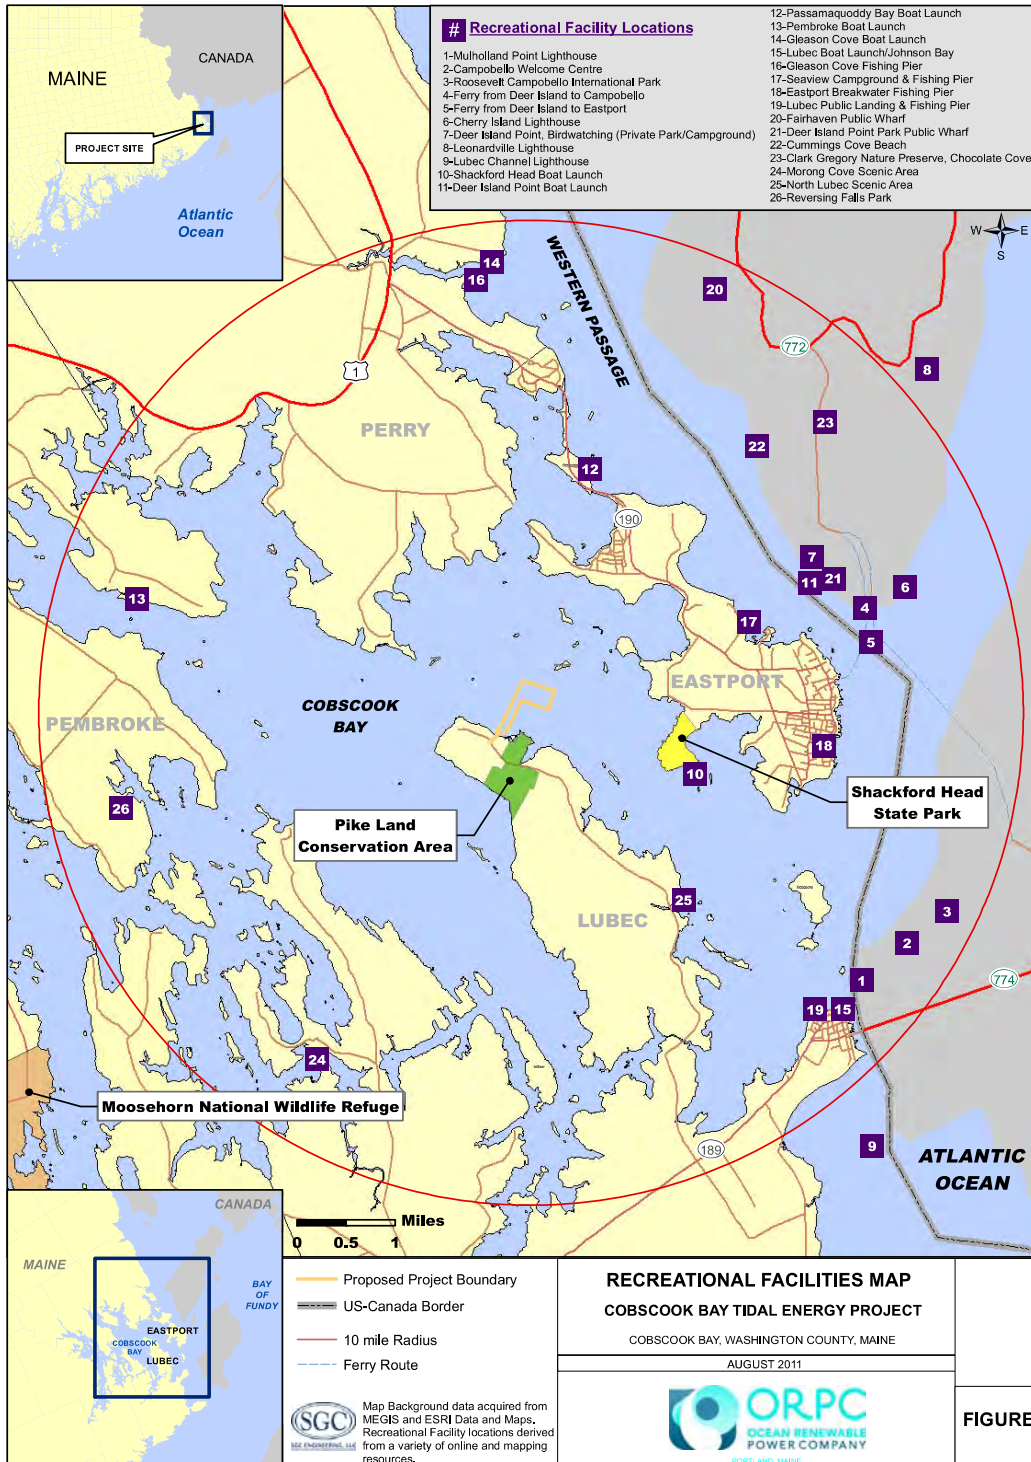 MAINE
CANADA
PROJECT SITE
Atlantic
Ocean
# Recreational Facility Locations
1-Mulholland Point Lighthouse
2-Campobello Welcome Centre
3-Roosevelt Campobello International Park
4-Ferry from Deer Island to Campobello
5-Ferry from Deer Island to Eastport
6-Cherry Island Lighthouse
7-Deer Island Point, Birdwatching (Private Park/Campground)
8-Leonardville Lighthouse
9-Lubec Channel Lighthouse
10-Shackford Head Boat Launch
11-Deer Island Point Boat Launch
12-Passamaquoddy Bay Boat Launch
13-Pembroke Boat Launch
14-Gleason Cove Boat Launch
15-Lubec Boat Launch/Johnson Bay
16-Gleason Cove Fishing Pier
17-Seaview Campground & Fishing Pier
18-Eastport Breakwater Fishing Pier
19-Lubec Public Landing & Fishing Pier
20-Fairhaven Public Wharf
21-Deer Island Point Park Public Wharf
22-Cummings Cove Beach
23-Clark Gregory Nature Preserve, Chocolate Cove
24-Morong Cove Scenic Area
25-North Lubec Scenic Area
26-Reversing Falls Park
W E
S
WESTERN PASSAGE
14
16
20
772
1
8
PERRY
23
22
12
190
7
11
21
6
13
4
17
5
EASTPORT
COBSCOOK
BAY
PEMBROKE
18
10
Shackford Head
State Park
26
Pike Land
Conservation Area
25
LUBEC
3
2
1
774
19
15
24
Moosehorn National Wildlife Refuge
189
9
ATLANTIC
OCEAN
Miles
0 0.5 1
CANADA
MAINE
BAY
OF
FUNDY
EASTPORT
COBSCOOK
BAY
LUBEC
Proposed Project Boundary
US-Canada Border
10 mile Radius
Ferry Route
SGC
SGC ENGINEERING, LLC
Map Background data acquired from
MEGIS and ESRI Data and Maps.
Recreational Facility locations derived
from a variety of online and mapping
resources.
RECREATIONAL FACILITIES MAP
COBSCOOK BAY TIDAL ENERGY PROJECT
COBSCOOK BAY, WASHINGTON COUNTY, MAINE
AUGUST 2011
ORPC
OCEAN RENEWABLE
POWER COMPANY
PORTLAND, MAINE
FIGURE